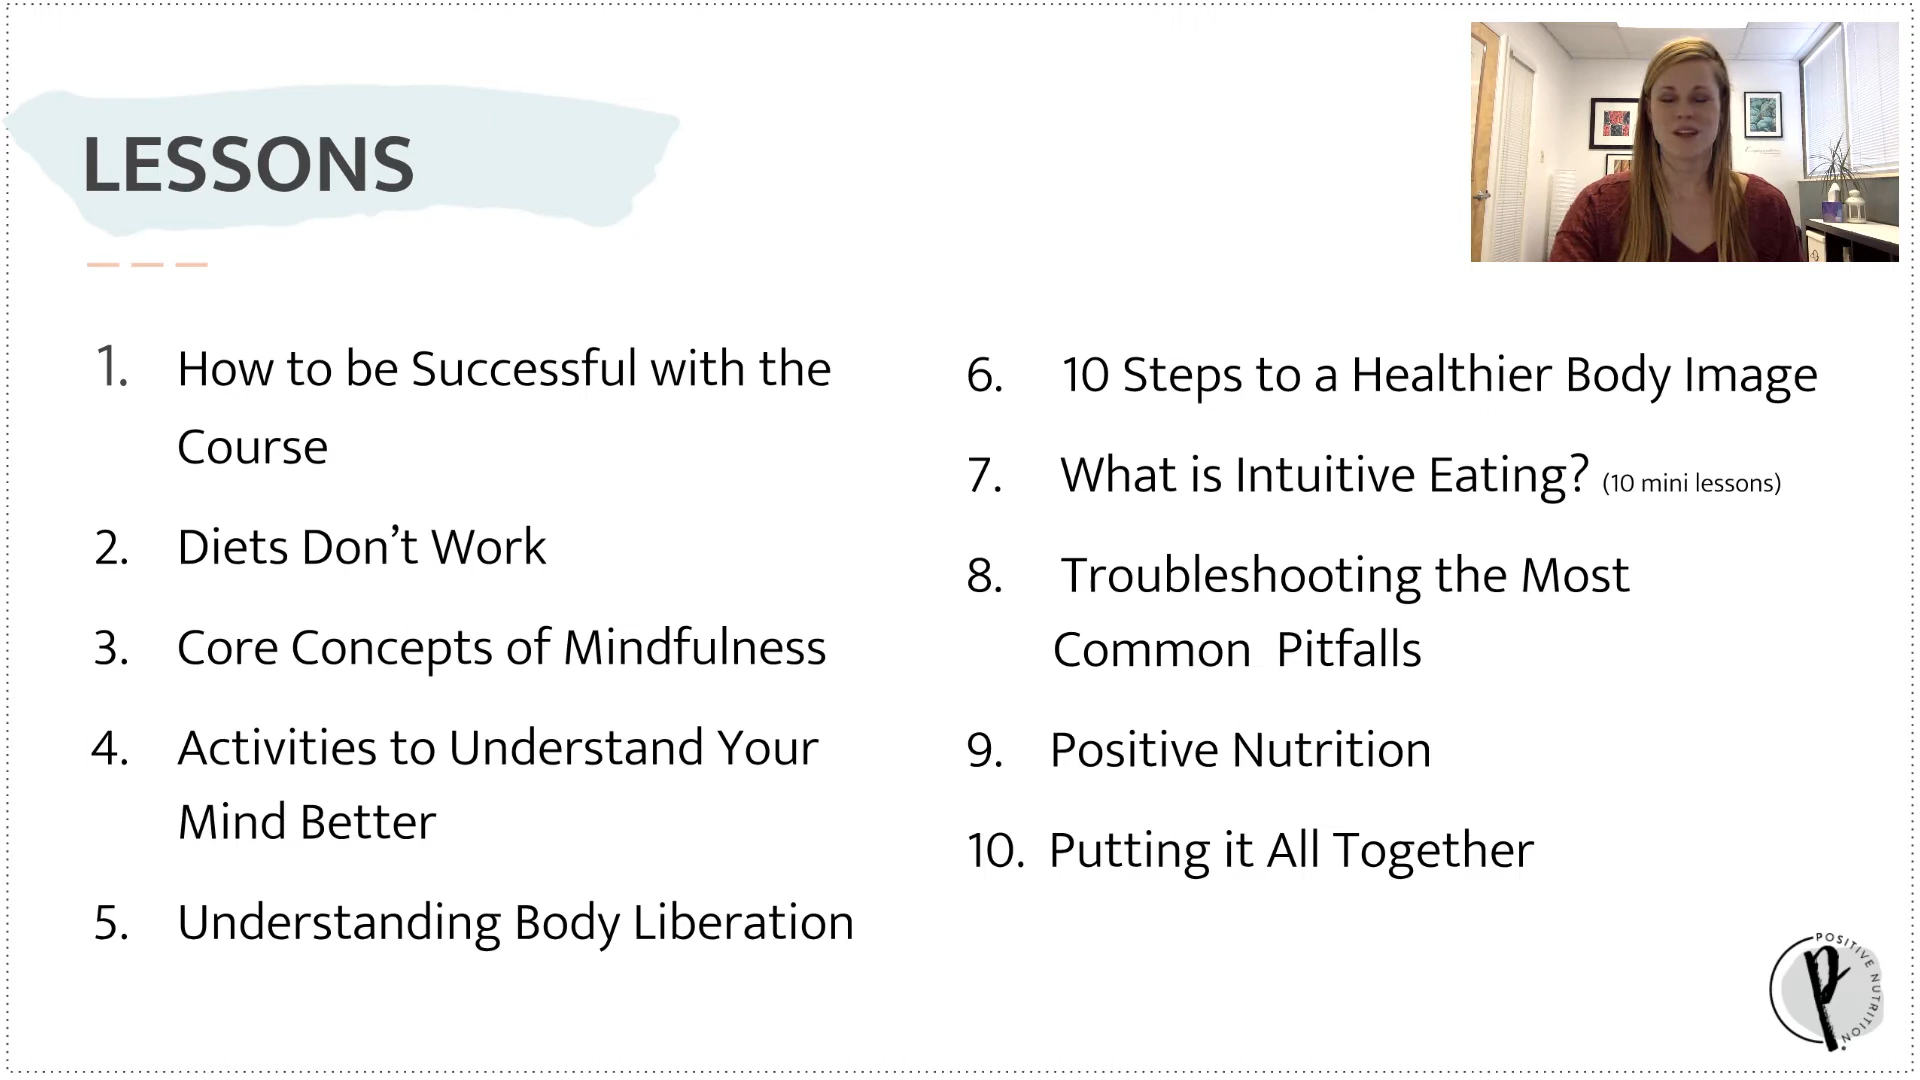 LESSONS
1. How to be Successful with the
Course
2. Diets Don’t Work
3. Core Concepts of Mindfulness
4. Activities to Understand Your
Mind Better
5. Understanding Body Liberation
6. 10 Steps to a Healthier Body Image
7. What is Intuitive Eating? (10 mini lessons)
8. Troubleshooting the Most
Common Pitfalls
9. Positive Nutrition
10. Putting it All Together
P
POSITIVE NUTRITION